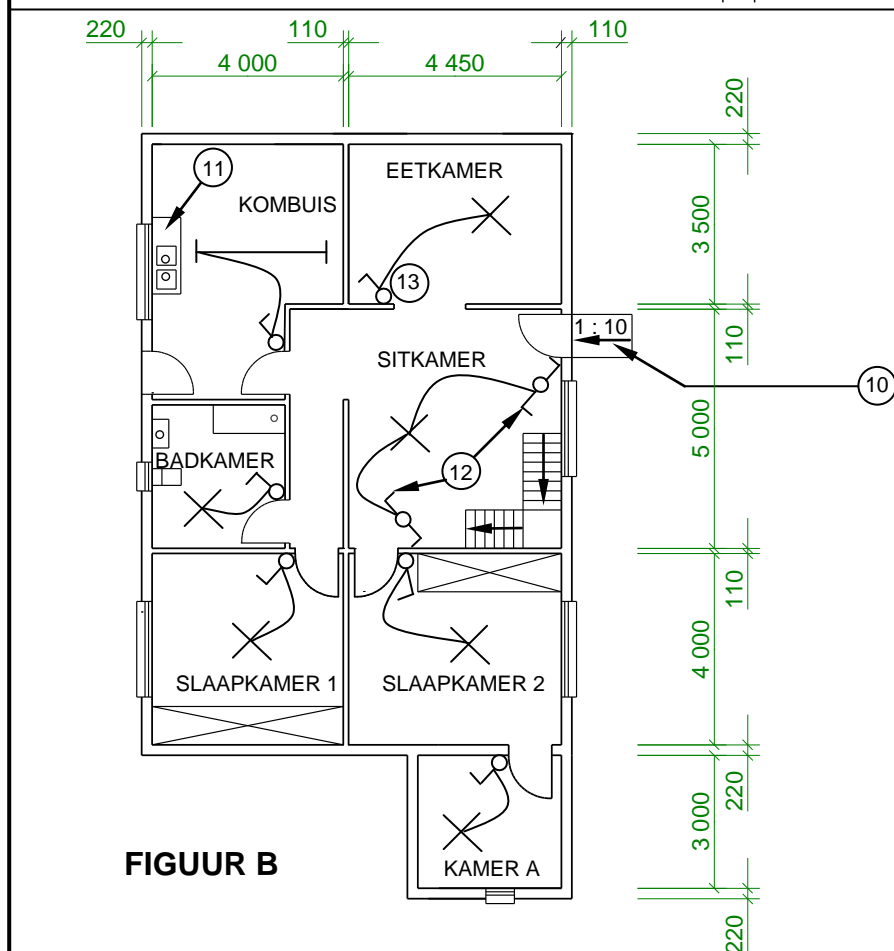 220
110
110
4 000
4 450
220
11
EETKAMER
KOMBUIS
3 500
13
1 : 10
110
SITKAMER
10
5 000
12
BADKAMER
110
4 000
SLAAPKAMER 1
SLAAPKAMER 2
220
3 000
FIGUUR B
KAMER A
220